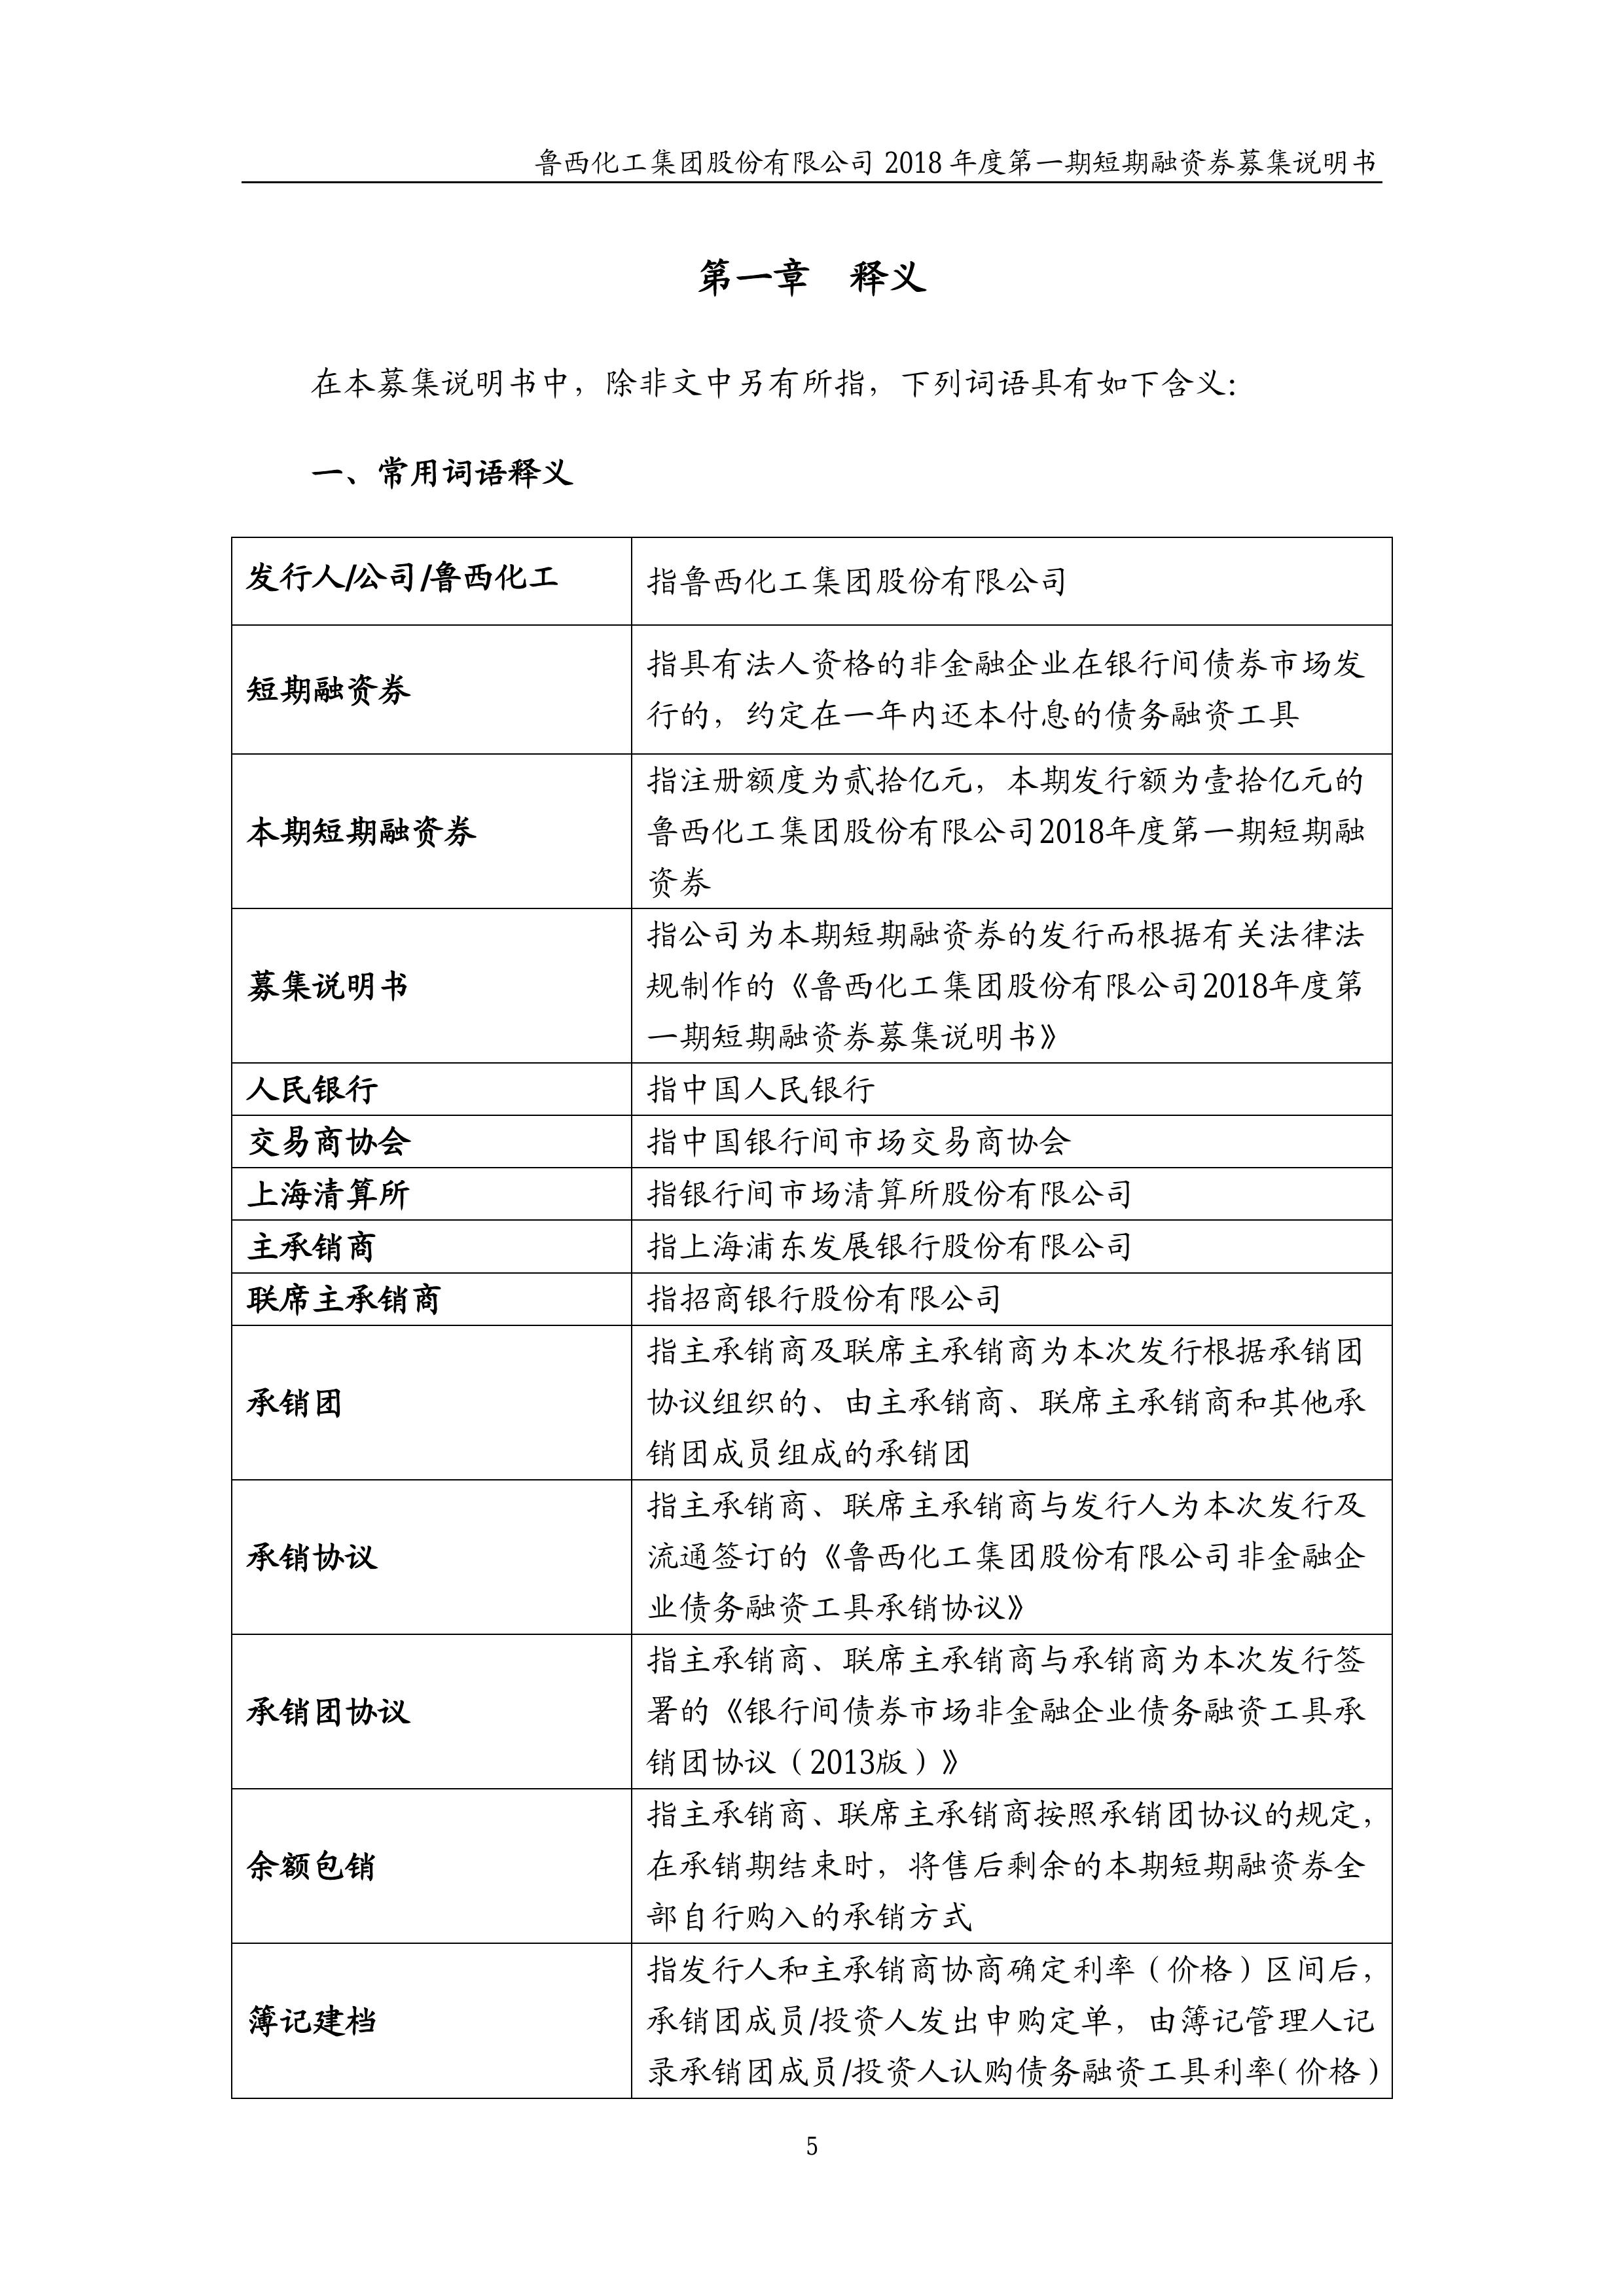 鲁西化工集团股份有限公司 2018 年度第一期短期融资券募集说明书
第一章　释义
在本募集说明书中，除非文中另有所指，下列词语具有如下含义：
一、常用词语释义
发行人/公司/鲁西化工
指鲁西化工集团股份有限公司
短期融资券
指具有法人资格的非金融企业在银行间债券市场发
行的，约定在一年内还本付息的债务融资工具
本期短期融资券
指注册额度为贰拾亿元，本期发行额为壹拾亿元的
鲁西化工集团股份有限公司2018年度第一期短期融
资券
募集说明书
指公司为本期短期融资券的发行而根据有关法律法
规制作的《鲁西化工集团股份有限公司2018年度第
一期短期融资券募集说明书》
人民银行
指中国人民银行
交易商协会
指中国银行间市场交易商协会
上海清算所
指银行间市场清算所股份有限公司
主承销商
指上海浦东发展银行股份有限公司
联席主承销商
指招商银行股份有限公司
承销团
指主承销商及联席主承销商为本次发行根据承销团
协议组织的、由主承销商、联席主承销商和其他承
销团成员组成的承销团
承销协议
指主承销商、联席主承销商与发行人为本次发行及
流通签订的《鲁西化工集团股份有限公司非金融企
业债务融资工具承销协议》
承销团协议
指主承销商、联席主承销商与承销商为本次发行签
署的《银行间债券市场非金融企业债务融资工具承
销团协议（2013版）》
余额包销
指主承销商、联席主承销商按照承销团协议的规定，
在承销期结束时，将售后剩余的本期短期融资券全
部自行购入的承销方式
簿记建档
指发行人和主承销商协商确定利率（价格）区间后，
承销团成员/投资人发出申购定单，由簿记管理人记
录承销团成员/投资人认购债务融资工具利率（价格）
5